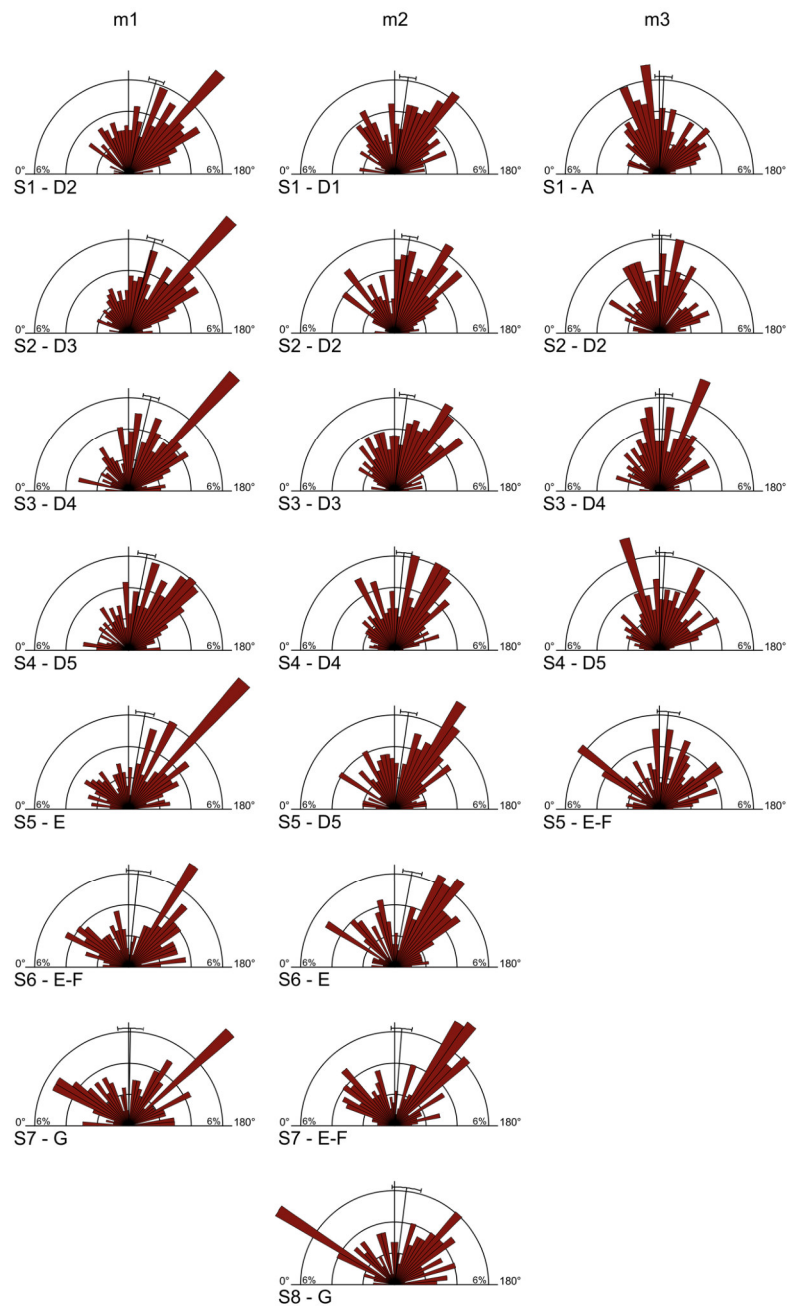 m1 m2 m3
0° 6% 6% 180° 0° 6% 6% 180° 0° 6% 6% 180°
S1 - D2 S1 - D1 S1 - A
0° 6% 6% 180° 0° 6% 6% 180° 0° 6% 6% 180°
S2 - D3 S2 - D2 S2 - D2
0° 6% 6% 180° 0° 6% 6% 180° 0° 6% 6% 180°
S3 - D4 S3 - D3 S3 - D4
0° 6% 6% 180° 0° 6% 6% 180° 0° 6% 6% 180°
S4 - D5 S4 - D4 S4 - D5
0° 6% 6% 180° 0° 6% 6% 180° 0° 6% 6% 180°
S5 - E S5 - D5 S5 - E-F
0° 6% 6% 180° 0° 6% 6% 180°
S6 - E-F S6 - E
0° 6% 6% 180° 0° 6% 6% 180°
S7 - G S7 - E-F
0° 6% 6% 180°
S8 - G